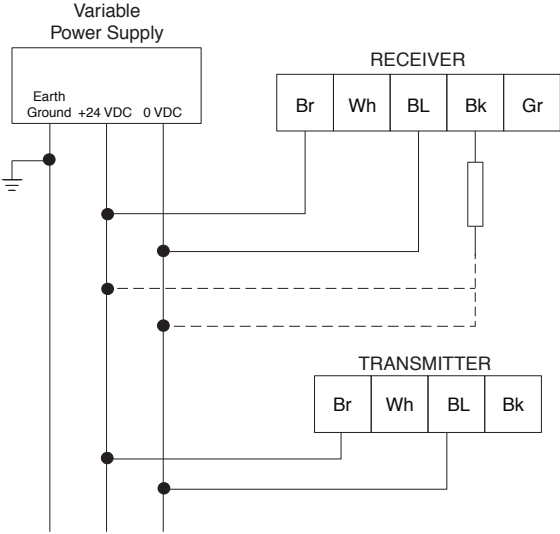 Variable
Power Supply
Earth
Ground +24 VDC 0 VDC
RECEIVER
Br Wh BL Bk Gr
TRANSMITTER
Br Wh BL Bk